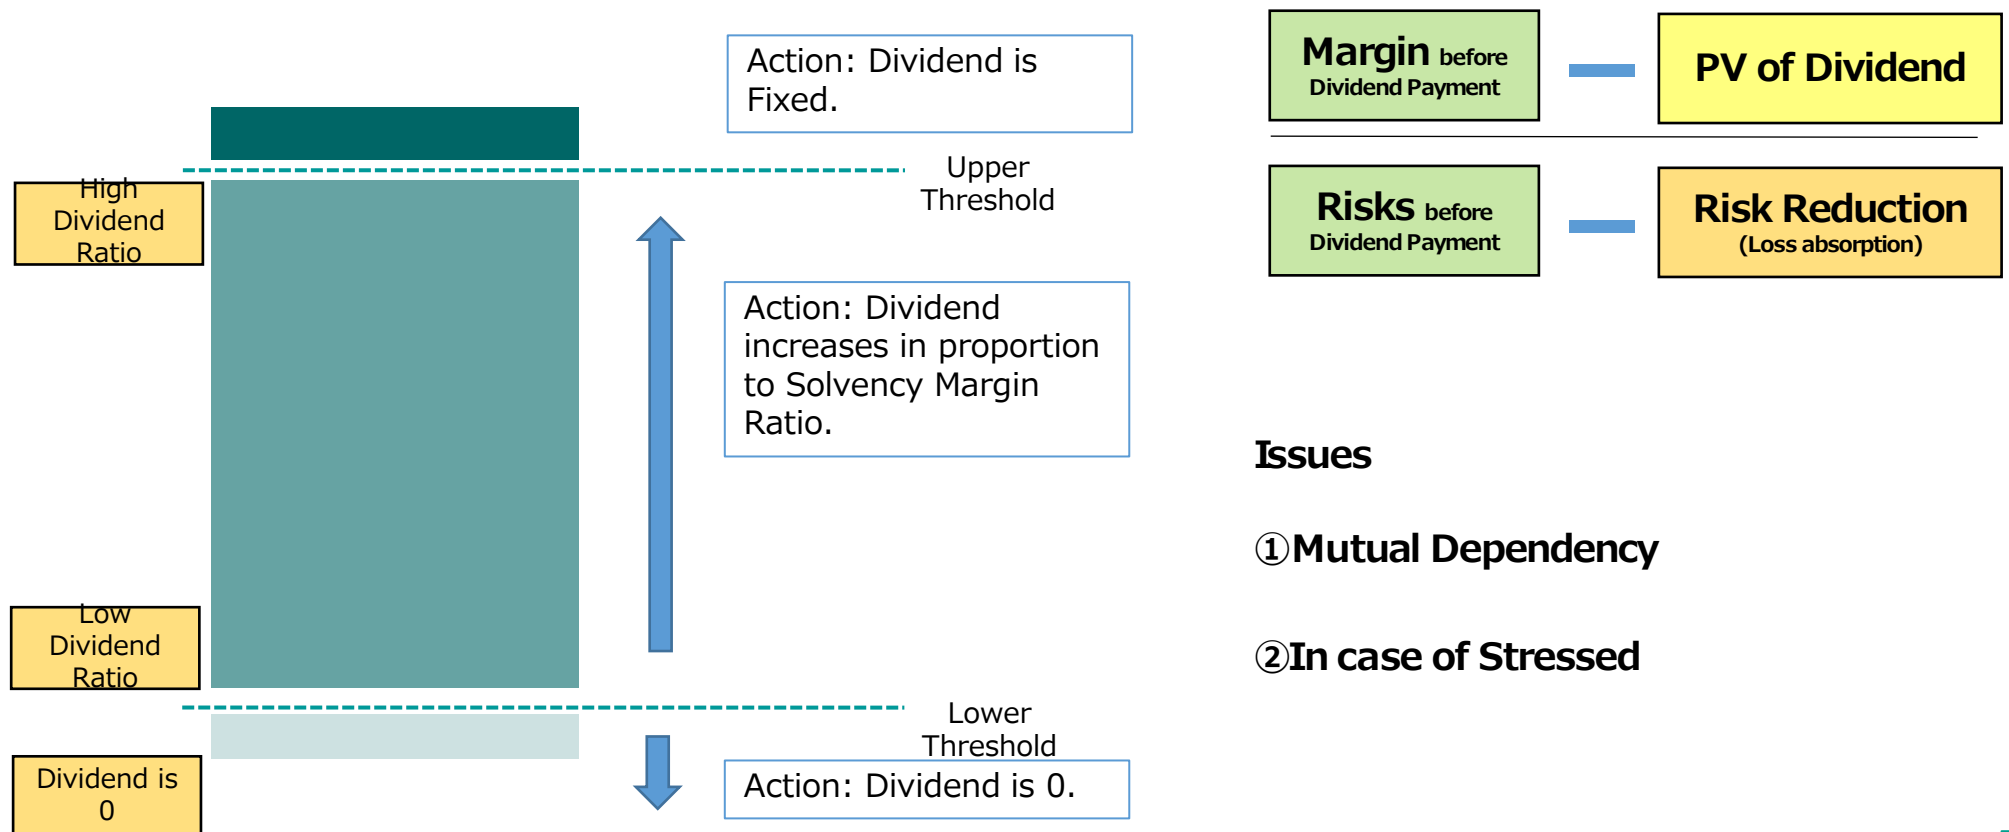 Action: Dividend is
Fixed.
Upper
Threshold
High
Dividend
Ratio
Action: Dividend
increases in proportion
to Solvency Margin
Ratio.
Low
Dividend
Ratio
Lower
Threshold
Dividend is
0
Action: Dividend is 0.
Margin before
Dividend Payment
PV of Dividend
Risks before
Dividend Payment
Risk Reduction
(Loss absorption)
Issues
①Mutual Dependency
②In case of Stressed